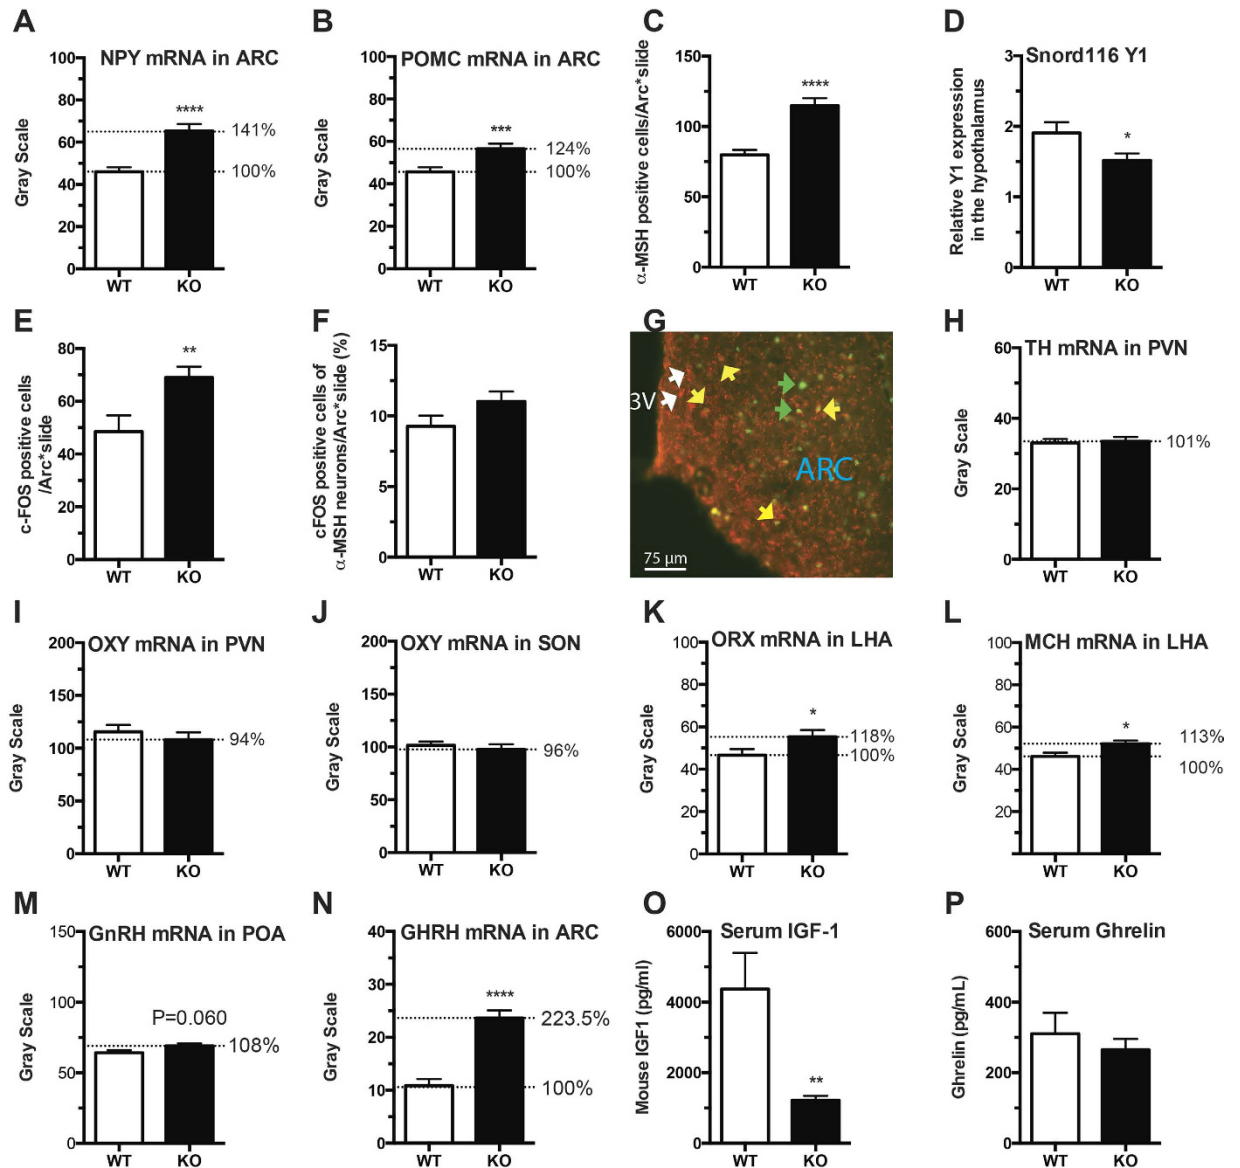 A
NPY mRNA in ARC
Gray Scale
100
80
60
40
20
0
****
141%
100%
WT KO
B
POMC mRNA in ARC
Gray Scale
100
80
60
40
20
0
***
124%
100%
WT KO
C
α-MSH positive cells/Arc*slide
150
100
50
0
****
WT KO
D
Snord116 Y1
Relative Y1 expression
in the hypothalamus
3
2
1
0
*
WT KO
E
c-FOS positive cells
/Arc*slide
80
60
40
20
0
**
WT KO
F
cFOS positive cells of
α-MSH neurons/Arc*slide (%)
15
10
5
0
WT KO
G
3V
ARC
75 µm
H
TH mRNA in PVN
Gray Scale
60
40
20
0
101%
WT KO
I
OXY mRNA in PVN
Gray Scale
200
150
100
50
0
94%
WT KO
J
OXY mRNA in SON
Gray Scale
200
150
100
50
0
96%
WT KO
K
ORX mRNA in LHA
Gray Scale
100
80
60
40
20
0
*
118%
100%
WT KO
L
MCH mRNA in LHA
Gray Scale
100
80
60
40
20
*
113%
100%
WT KO
M
GnRH mRNA in POA
Gray Scale
150
100
50
0
P=0.060
108%
WT KO
N
GHRH mRNA in ARC
Gray Scale
40
30
20
10
0
****
223.5%
100%
WT KO
O
Serum IGF-1
Mouse IGF1 (pg/ml)
6000
4000
2000
0
**
WT KO
P
Serum Ghrelin
Ghrelin (pg/mL)
600
400
200
0
WT KO